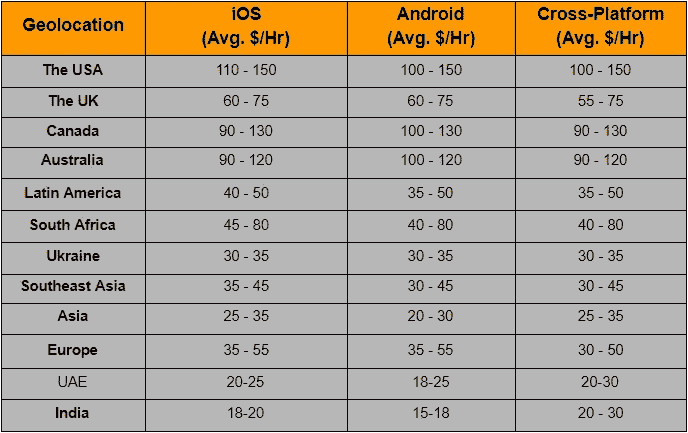 Geolocation iOS (Avg. $/Hr) Android (Avg. $/Hr) Cross-Platform (Avg. $/Hr)
The USA 110 - 150 100 - 150 100 - 150
The UK 60 - 75 60 - 75 55 - 75
Canada 90 - 130 100 - 130 90 - 130
Australia 90 - 120 100 - 120 90 - 120
Latin America 40 - 50 35 - 50 35 - 50
South Africa 45 - 80 40 - 80 40 - 80
Ukraine 30 - 35 30 - 35 30 - 35
Southeast Asia 35 - 45 30 - 45 30 - 45
Asia 25 - 35 20 - 30 25 - 35
Europe 35 - 55 35 - 55 30 - 50
UAE 20-25 18-25 20-30
India 18-20 15-18 20 - 30